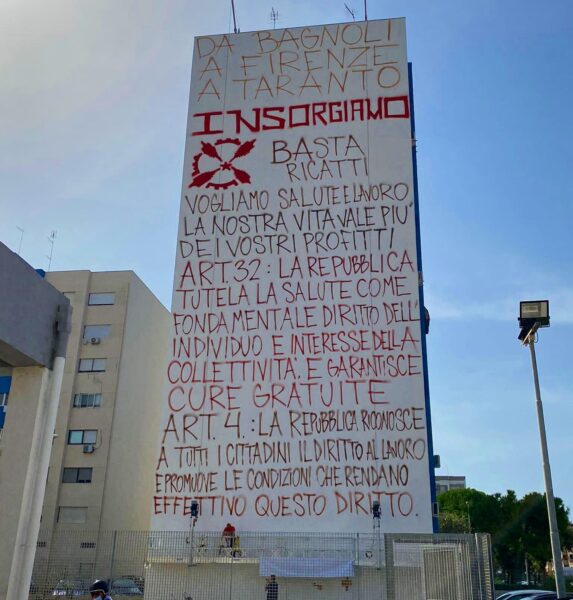 DA BAGNOLI
A FIRENZE
A TARANTO
INSORGIAMO
BASTA
RICATTI
VOGLIAMO SALUTE E LAVORO
LA NOSTRA VITA VALE PIU'
DEI VOSTRI PROFITTI
ART. 32 : LA REPUBBLICA
TUTELA LA SALUTE COME
FONDAMENTALE DIRITTO DELL'
INDIVIDUO E INTERESSE DELLA
COLLETTIVITÀ. E GARANTISCE
CURE GRATUITE
ART. 4. : LA REPUBBLICA RICONOSCE
A TUTTI I CITTADINI IL DIRITTO AL LAVORO
E PROMUOVE LE CONDIZIONI CHE RENDANO
EFFETTIVO QUESTO DIRITTO.